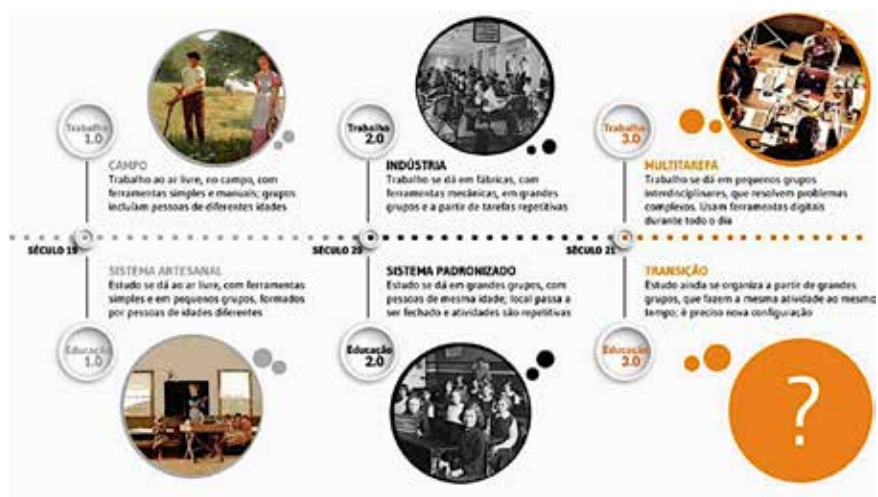 Trabalho
1.0
CAMPO
Trabalho ao ar livre, no campo, com
ferramentas simples e manuais; grupos
incluíam pessoas de diferentes idades
Trabalho
2.0
INDÚSTRIA
Trabalho se dá em fábricas, com
ferramentas mecânicas, em grandes
grupos e a partir de tarefas repetitivas
Trabalho
3.0
MULTITAREFA
Trabalho se dá em pequenos grupos
interdisciplinares, que resolvem problemas
complexos. Usam ferramentas digitais
durante todo o dia
SÉCULO 19
SÉCULO 20
SÉCULO 21
SISTEMA ARTESANAL
Estudo se dá ao ar livre, com ferramentas
simples e em pequenos grupos, formados
por pessoas de idades diferentes
Educação
1.0
SISTEMA PADRONIZADO
Estudo se dá em grandes grupos, com
pessoas de mesma idade; local passa a
ser fechado e atividades são repetitivas
Educação
2.0
TRANSIÇÃO
Estudo ainda se organiza a partir de grandes
grupos, que fazem a mesma atividade ao mesmo
tempo; é preciso nova configuração
Educação
3.0
?